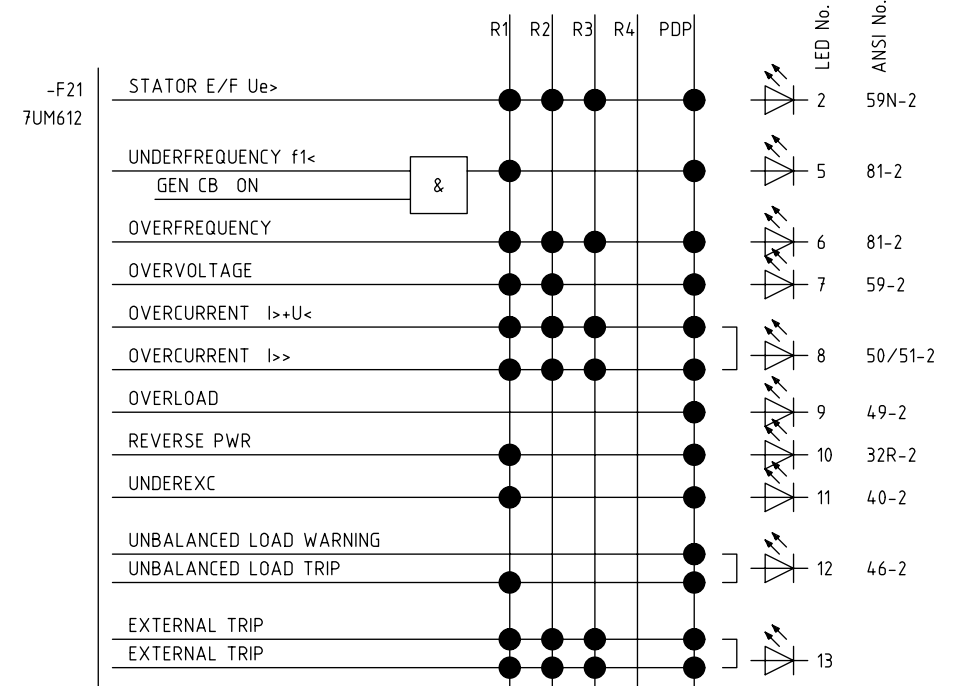 R1 R2 R3 R4 PDP LED No. ANSI No.
-F21
7UM612
STATOR E/F Ue> 2 59N-2
UNDERFREQUENCY f1< 5 81-2
GEN CB ON &
OVERFREQUENCY 6 81-2
OVERVOLTAGE 7 59-2
OVERCURRENT I>+U<
OVERCURRENT I>> 8 50/51-2
OVERLOAD 9 49-2
REVERSE PWR 10 32R-2
UNDEREXC 11 40-2
UNBALANCED LOAD WARNING
UNBALANCED LOAD TRIP 12 46-2
EXTERNAL TRIP
EXTERNAL TRIP 13